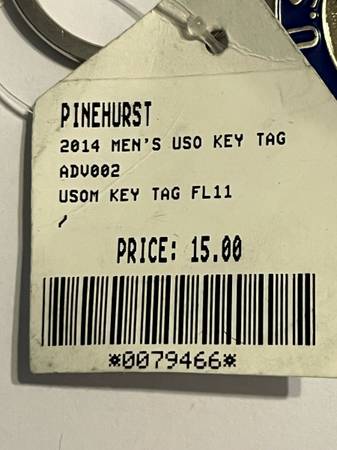 PINEHURST
2014 MEN'S USO KEY TAG
ADV002
USOM KEY TAG FL11
/
PRICE: 15.00
*0079466*